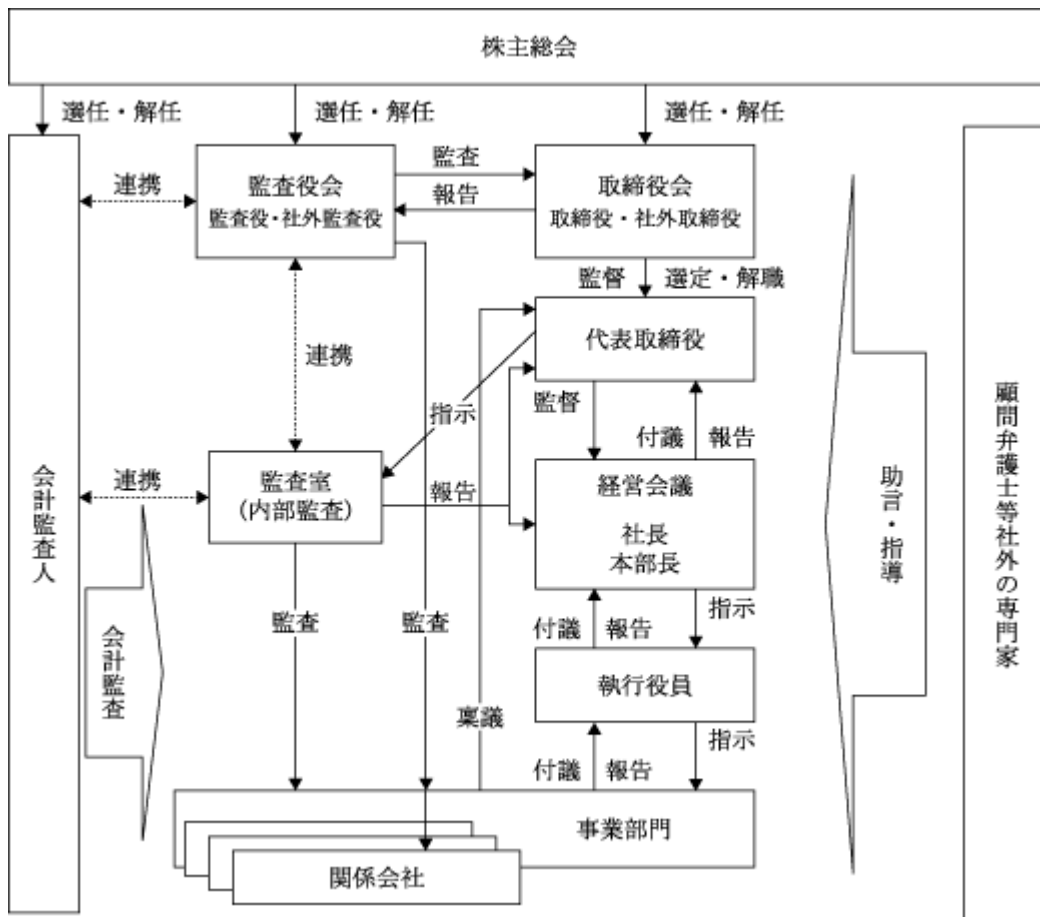 株主総会
選任・解任
選任・解任
選任・解任
監査役会
監査役・社外監査役
連携
監査
報告
取締役会
取締役・社外取締役
監督
選定・解職
代表取締役
連携
指示
監督
付議
報告
会計監査人
連携
監査室
(内部監査)
報告
経営会議
社長
本部長
助言・指導
顧問弁護士等社外の専門家
会計監査
監査
監査
付議
報告
指示
執行役員
稟議
指示
付議
報告
事業部門
関係会社